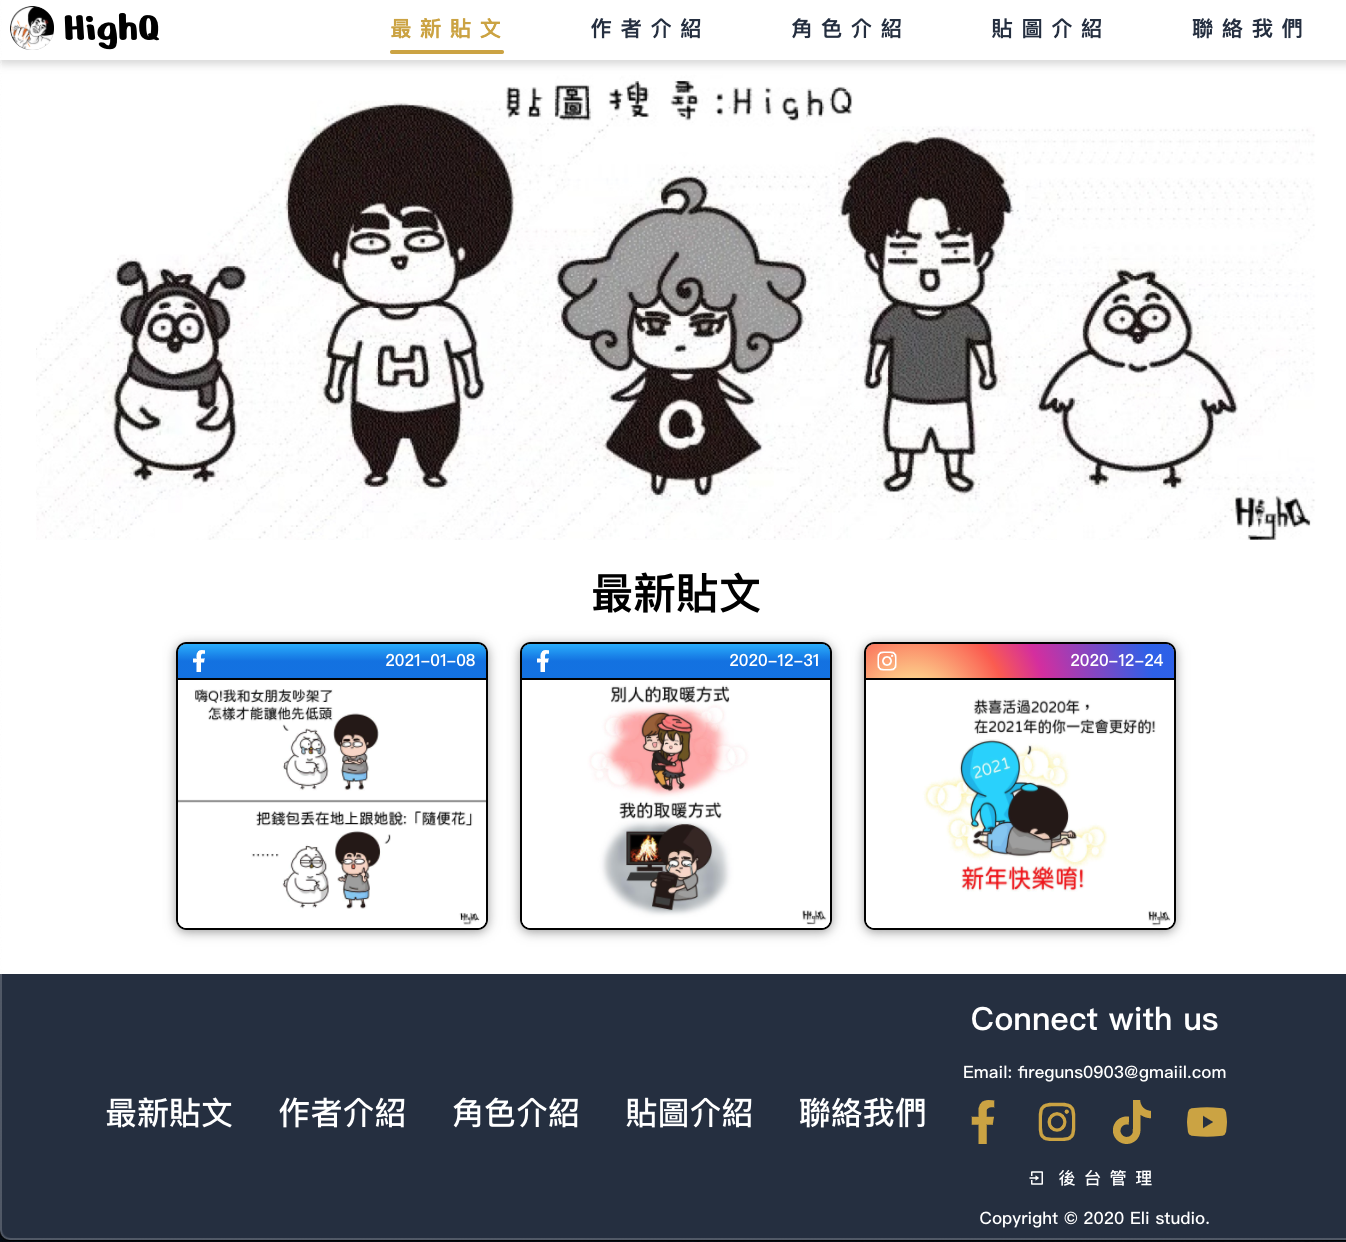 HighQ
最新貼文
作者介紹
角色介紹
貼圖介紹
聯絡我們
貼圖搜尋:HighQ
H
Q
HighQ
最新貼文
2021-01-08
嗨Q!我和女朋友吵架了
怎樣才能讓他先低頭
把錢包丟在地上跟她說:「隨便花」
......
HighQ
2020-12-31
別人的取暖方式
我的取暖方式
HighQ
2020-12-24
恭喜活過2020年，
在2021年的你一定會更好的!
2021
新年快樂唷!
HighQ
最新貼文
作者介紹
角色介紹
貼圖介紹
聯絡我們
Connect with us
Email: fireguns0903@gmaiil.com
後台管理
Copyright © 2020 Eli studio.